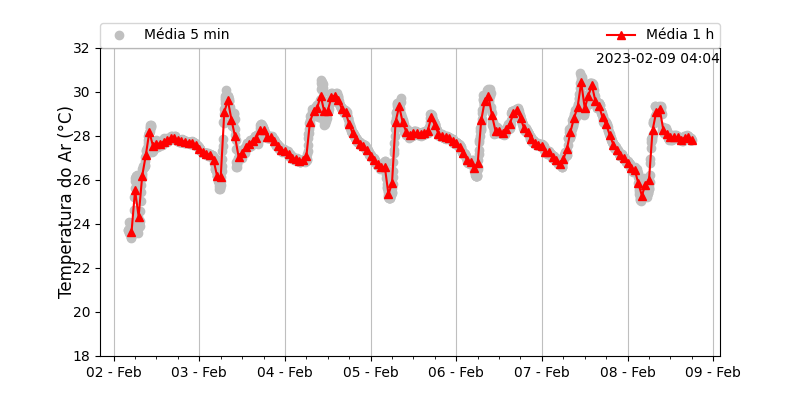 Média 5 min
Média 1 h
2023-02-09 04:04
Temperatura do Ar (°C)
32
30
28
26
24
22
20
18
02 - Feb
03 - Feb
04 - Feb
05 - Feb
06 - Feb
07 - Feb
08 - Feb
09 - Feb